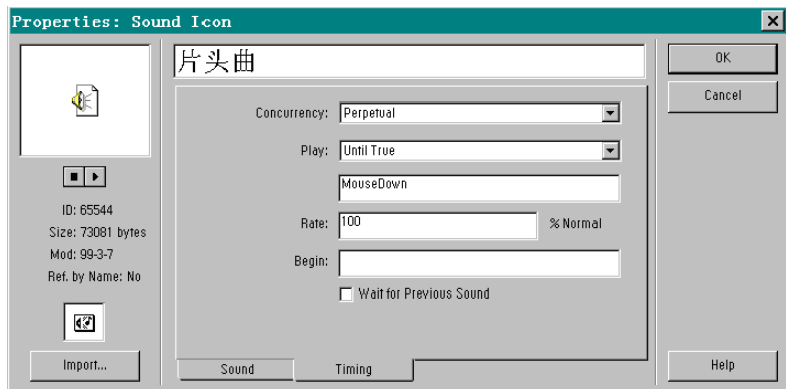 Properties: Sound Icon
片头曲
OK
Cancel
Concurrency: Perpetual
Play: Until True
MouseDown
Rate: 100 % Normal
Begin:
Wait for Previous Sound
ID: 65544
Size: 73081 bytes
Mod: 99-3-7
Ref. by Name: No
Import...
Sound Timing
Help